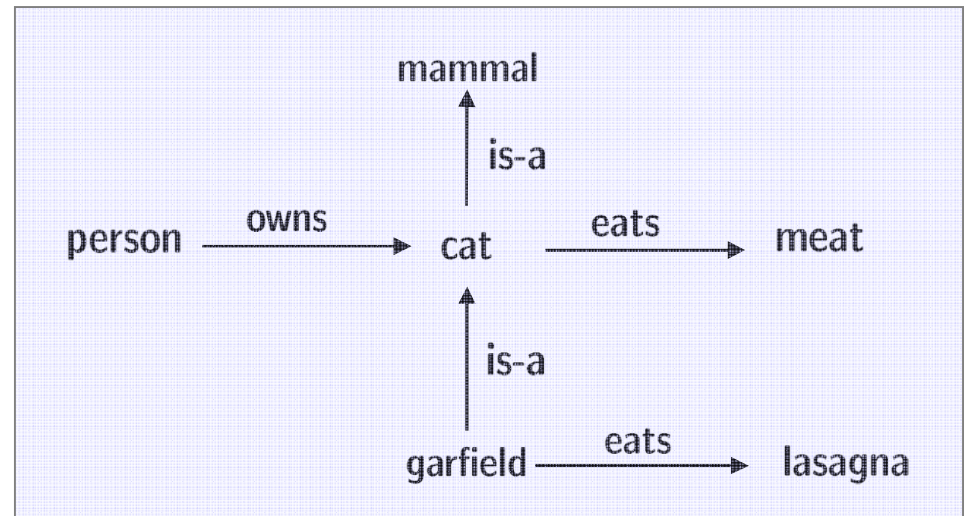 mammal
is-a
owns
eats
person
cat
meat
is-a
eats
garfield
lasagna